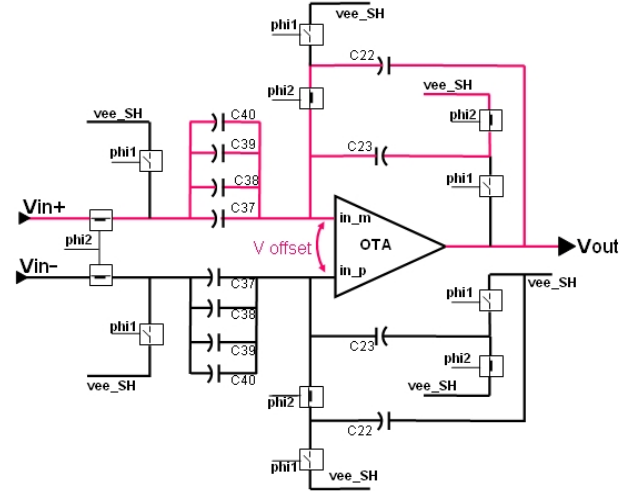 vee_SH
phi1
C22
vee_SH
phi2
phi2
C40
vee_SH
C39
C23
phi1
phi1
C38
C37
Vin+
in_m
V offset
OTA
Vout
phi2
in_p
Vin-
C37
vee_SH
phi1
C38
phi1
C39
C23
phi2
C40
vee_SH
vee_SH
phi2
C22
phi1
vee_SH